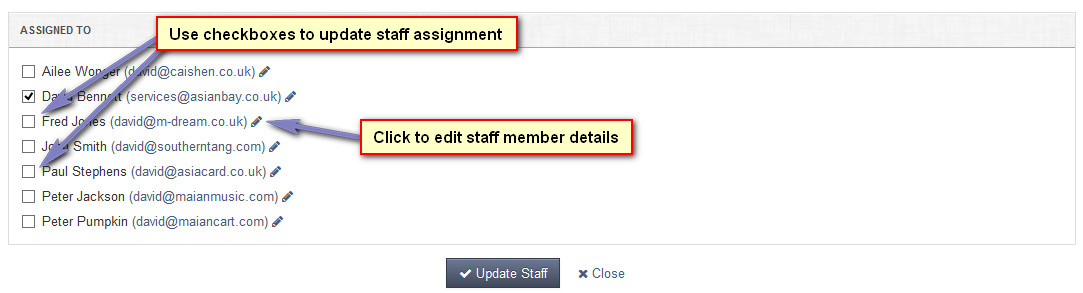 ASSIGNED TO
Use checkboxes to update staff assignment
Ailee Wonger (david@caishen.co.uk)
David Bennett (services@asianbay.co.uk)
Fred Jones (david@m-dream.co.uk)
Click to edit staff member details
John Smith (david@southerntang.com)
Paul Stephens (david@asiacard.co.uk)
Peter Jackson (david@maianmusic.com)
Peter Pumpkin (david@maiancart.com)
Update Staff
Close